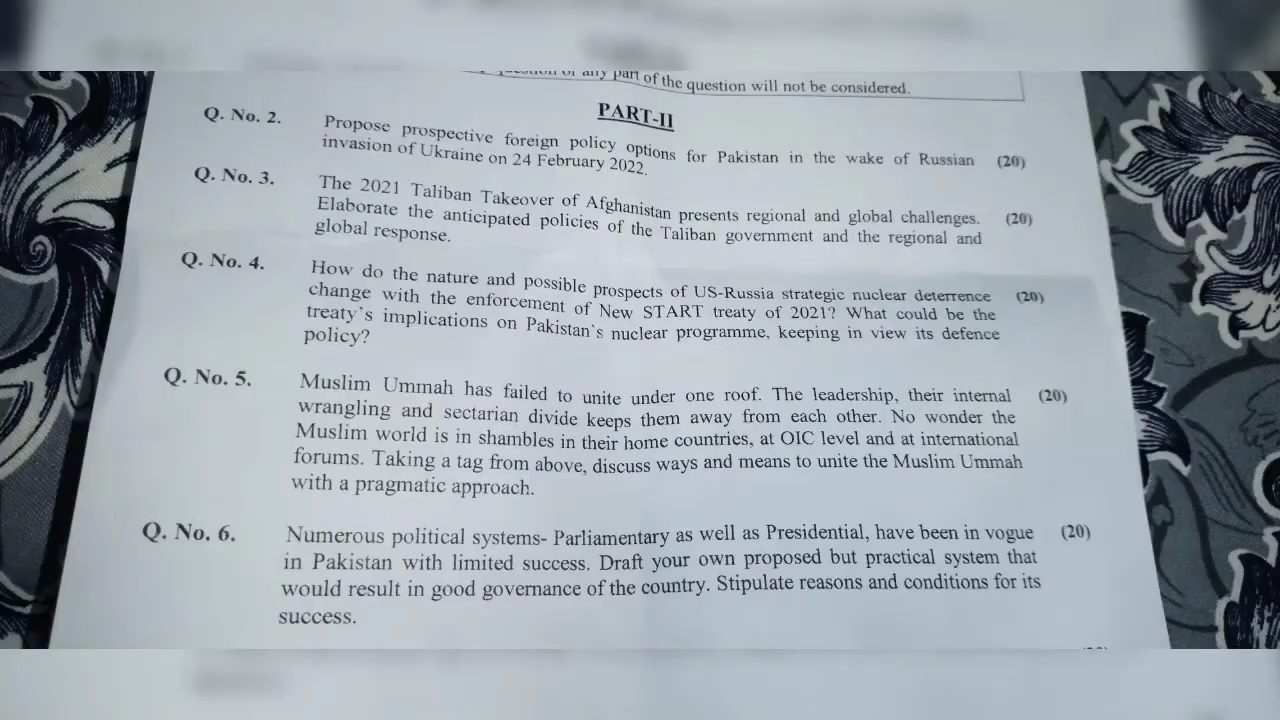 any part of the question will not be considered.
PART-II
Q. No. 2. Propose prospective foreign policy options for Pakistan in the wake of Russian (20)
invasion of Ukraine on 24 February 2022.
Q. No. 3. The 2021 Taliban Takeover of Afghanistan presents regional and global challenges. (20)
Elaborate the anticipated policies of the Taliban government and the regional and
global response.
Q. No. 4. How do the nature and possible prospects of US-Russia strategic nuclear deterrence (20)
change with the enforcement of New START treaty of 2021? What could be the
treaty's implications on Pakistan's nuclear programme, keeping in view its defence
policy?
Q. No. 5. Muslim Ummah has failed to unite under one roof. The leadership, their internal (20)
wrangling and sectarian divide keeps them away from each other. No wonder the
Muslim world is in shambles in their home countries, at OIC level and at international
forums. Taking a tag from above, discuss ways and means to unite the Muslim Ummah
with a pragmatic approach.
Q. No. 6. Numerous political systems- Parliamentary as well as Presidential, have been in vogue (20)
in Pakistan with limited success. Draft your own proposed but practical system that
would result in good governance of the country. Stipulate reasons and conditions for its
success.